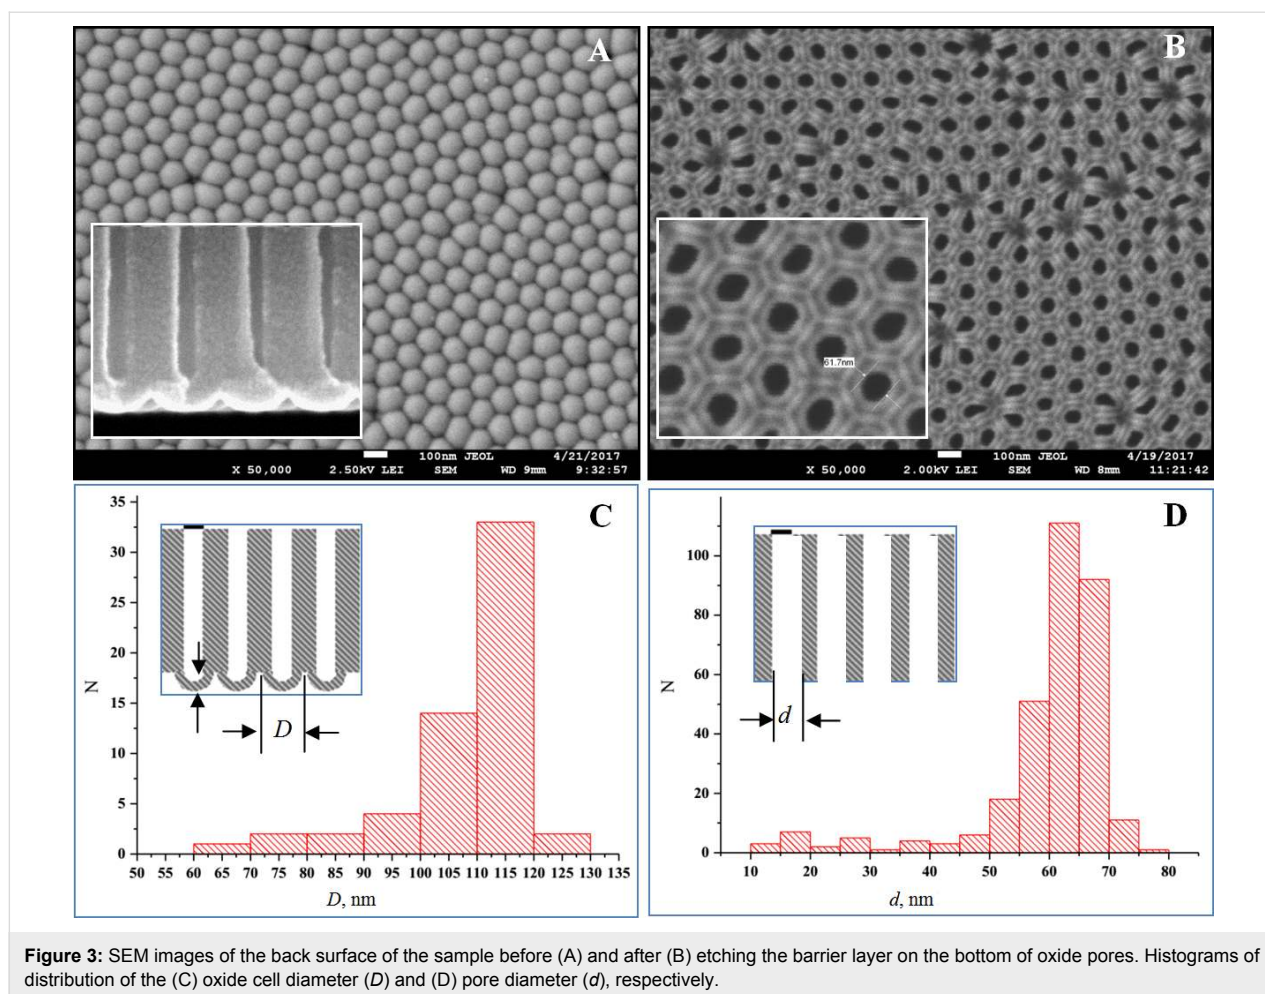 A
B
61.7nm
100nm JEOL 4/21/2017
X 50,000 2.50kV LEI SEM WD 9mm 9:32:57
100nm JEOL 4/19/2017
X 50,000 2.00kV LEI SEM WD 8mm 11:21:42
C
35
30
25
20
15
10
5
0
N
D
50 55 60 65 70 75 80 85 90 95 100 105 110 115 120 125 130 135
D, nm
D
100
80
60
40
20
0
N
d
10 20 30 40 50 60 70 80
d, nm
Figure 3: SEM images of the back surface of the sample before (A) and after (B) etching the barrier layer on the bottom of oxide pores. Histograms of
distribution of the (C) oxide cell diameter (D) and (D) pore diameter (d), respectively.